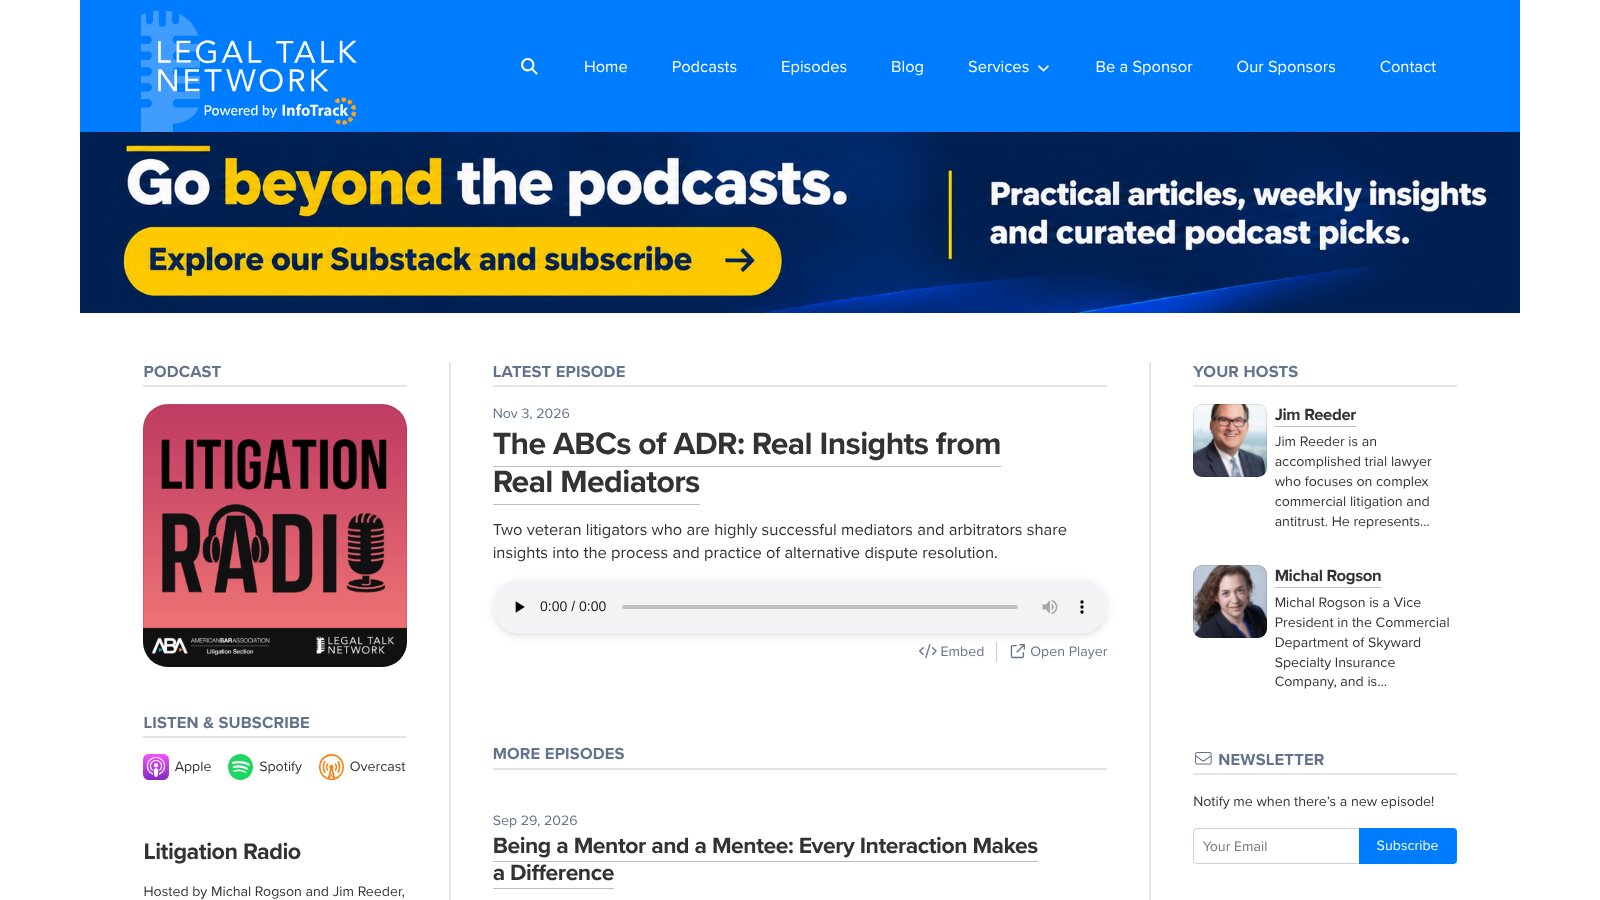 LEGAL TALK
NETWORK
Powered by InfoTrack
Home
Podcasts
Episodes
Blog
Services
Be a Sponsor
Our Sponsors
Contact
Go beyond the podcasts.
Explore our Substack and subscribe
Practical articles, weekly insights
and curated podcast picks.
PODCAST
LITIGATION
RADIO
ABA AMERICANBARASSOCIATION
Litigation Section
LEGAL TALK
NETWORK
LISTEN & SUBSCRIBE
Apple
Spotify
Overcast
Litigation Radio
Hosted by Michal Rogson and Jim Reeder,
LATEST EPISODE
Nov 3, 2026
The ABCs of ADR: Real Insights from
Real Mediators
Two veteran litigators who are highly successful mediators and arbitrators share
insights into the process and practice of alternative dispute resolution.
0:00 / 0:00
Embed
Open Player
MORE EPISODES
Sep 29, 2026
Being a Mentor and a Mentee: Every Interaction Makes
a Difference
YOUR HOSTS
Jim Reeder
Jim Reeder is an
accomplished trial lawyer
who focuses on complex
commercial litigation and
antitrust. He represents...
Michal Rogson
Michal Rogson is a Vice
President in the Commercial
Department of Skyward
Specialty Insurance
Company, and is...
NEWSLETTER
Notify me when there's a new episode!
Your Email
Subscribe